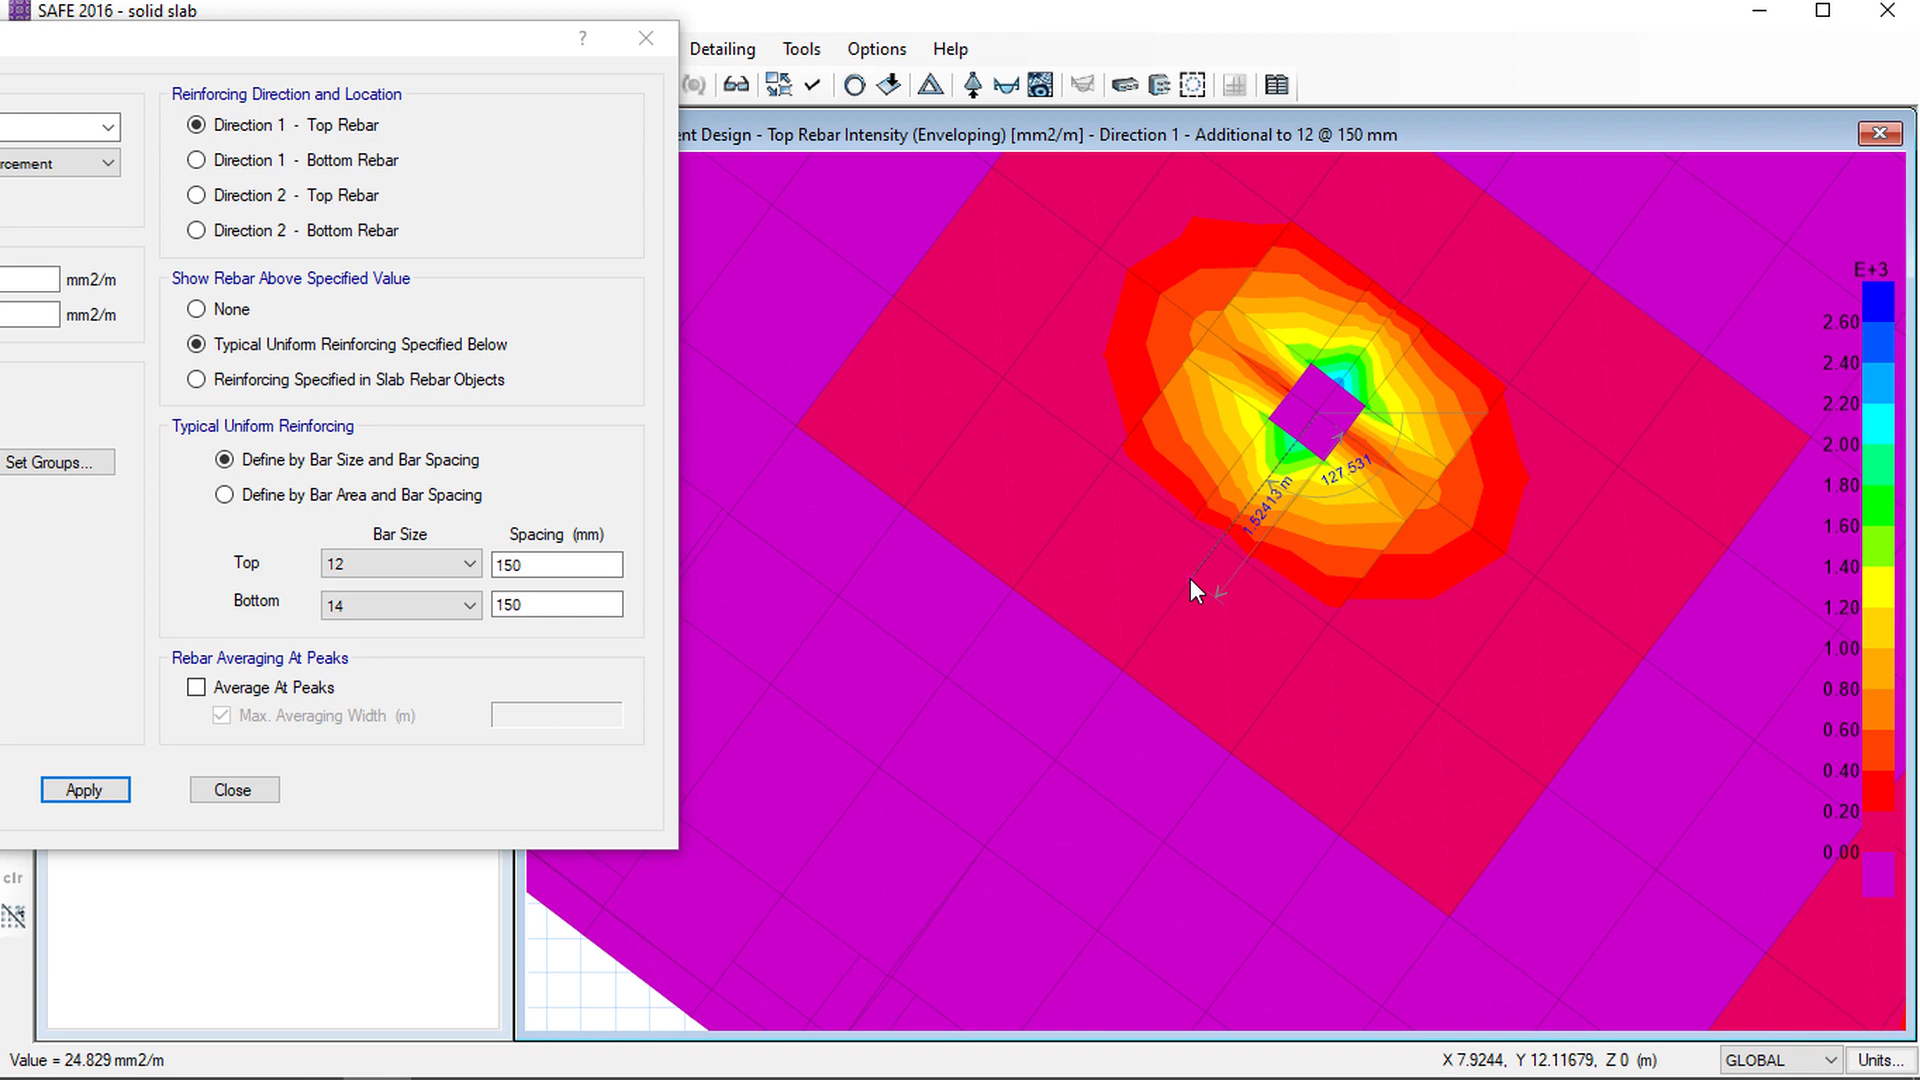 SAFE 2016 - solid slab
?
Detailing Tools Options Help
Reinforcing Direction and Location
Direction 1 - Top Rebar
Direction 1 - Bottom Rebar
Direction 2 - Top Rebar
Direction 2 - Bottom Rebar
rcement
mm2/m
mm2/m
Show Rebar Above Specified Value
None
Typical Uniform Reinforcing Specified Below
Reinforcing Specified in Slab Rebar Objects
Typical Uniform Reinforcing
Define by Bar Size and Bar Spacing
Define by Bar Area and Bar Spacing
Set Groups...
Bar Size Spacing (mm)
Top 12 150
Bottom 14 150
Rebar Averaging At Peaks
Average At Peaks
Max. Averaging Width (m)
Apply Close
clr
nt Design - Top Rebar Intensity (Enveloping) [mm2/m] - Direction 1 - Additional to 12 @ 150 mm
127.531
1.52413 m
E+3
2.60
2.40
2.20
2.00
1.80
1.60
1.40
1.20
1.00
0.80
0.60
0.40
0.20
0.00
Value = 24.829 mm2/m
X 7.9244, Y 12.11679, Z 0 (m)
GLOBAL
Units...